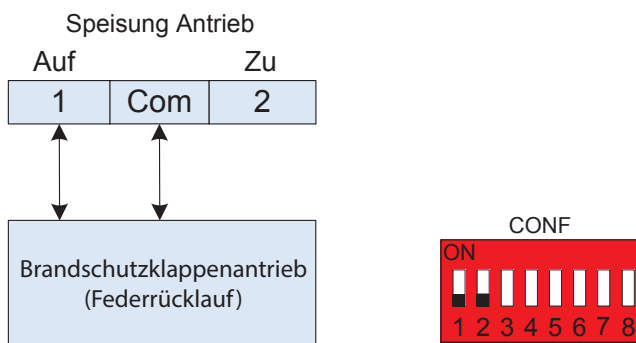 Speisung Antrieb
Auf Zu
1 Com 2
Brandschutzklappenantrieb
(Federrücklauf)
CONF
ON
1 2 3 4 5 6 7 8